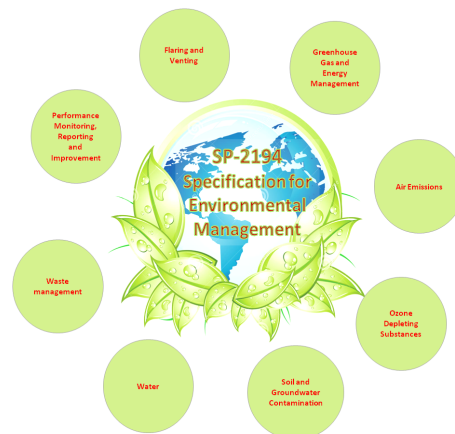 Flaring and
Venting
Greenhouse
Gas and
Energy
Management
Performance
Monitoring,
Reporting
and
Improvement
SP-2194
Specification for
Environmental
Management
Air Emissions
Waste
management
Ozone
Depleting
Substances
Water
Soil and
Groundwater
Contamination